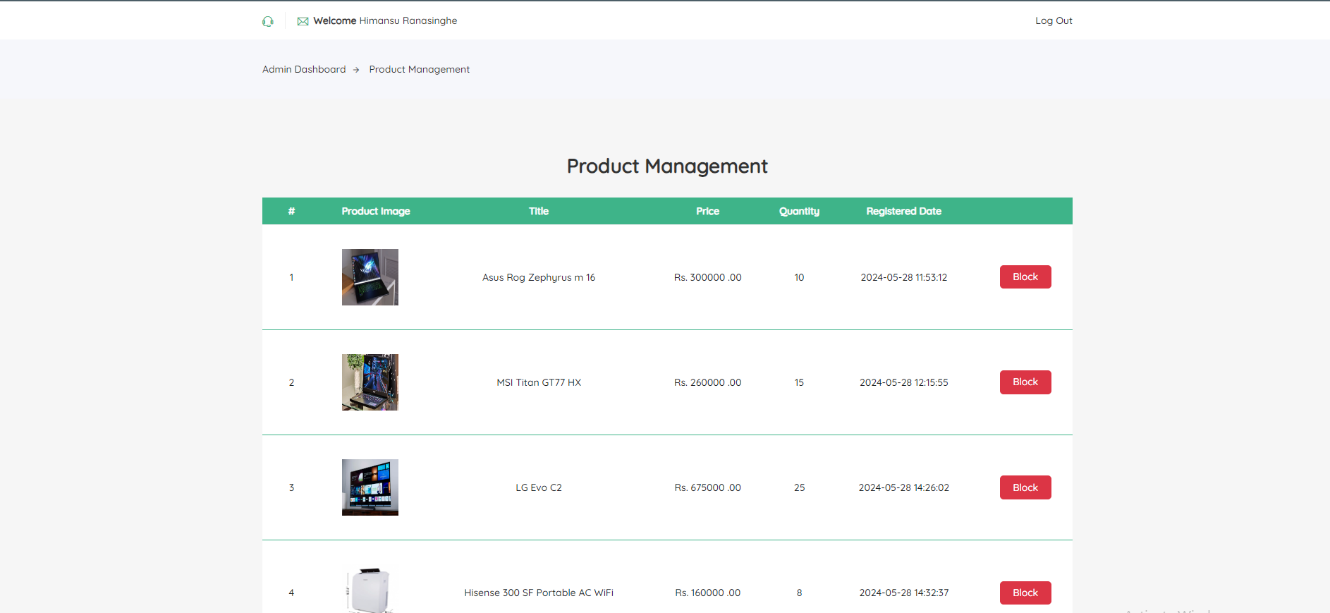 Welcome Himansu Ranasinghe Log Out
Admin Dashboard → Product Management
Product Management
# Product Image Title Price Quantity Registered Date
1 Asus Rog Zephyrus m 16 Rs. 300000 .00 10 2024-05-28 11:53:12 Block
2 MSI Titan GT77 HX Rs. 260000 .00 15 2024-05-28 12:15:55 Block
3 LG Evo C2 Rs. 675000 .00 25 2024-05-28 14:26:02 Block
4 Hisense 300 SF Portable AC WiFi Rs. 160000 .00 8 2024-05-28 14:32:37 Block